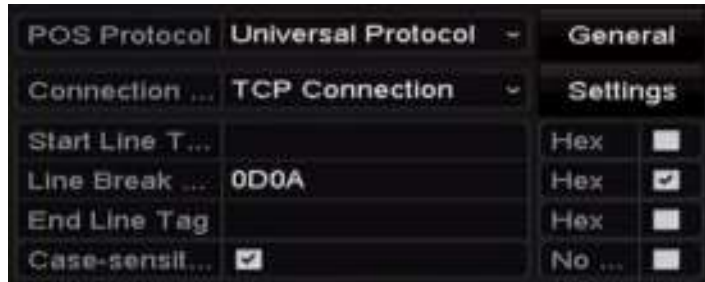 POS Protocol Universal Protocol General
Connection ... TCP Connection Settings
Start Line T... Hex
Line Break ... 0D0A Hex
End Line Tag Hex
Case-sensit... No ...